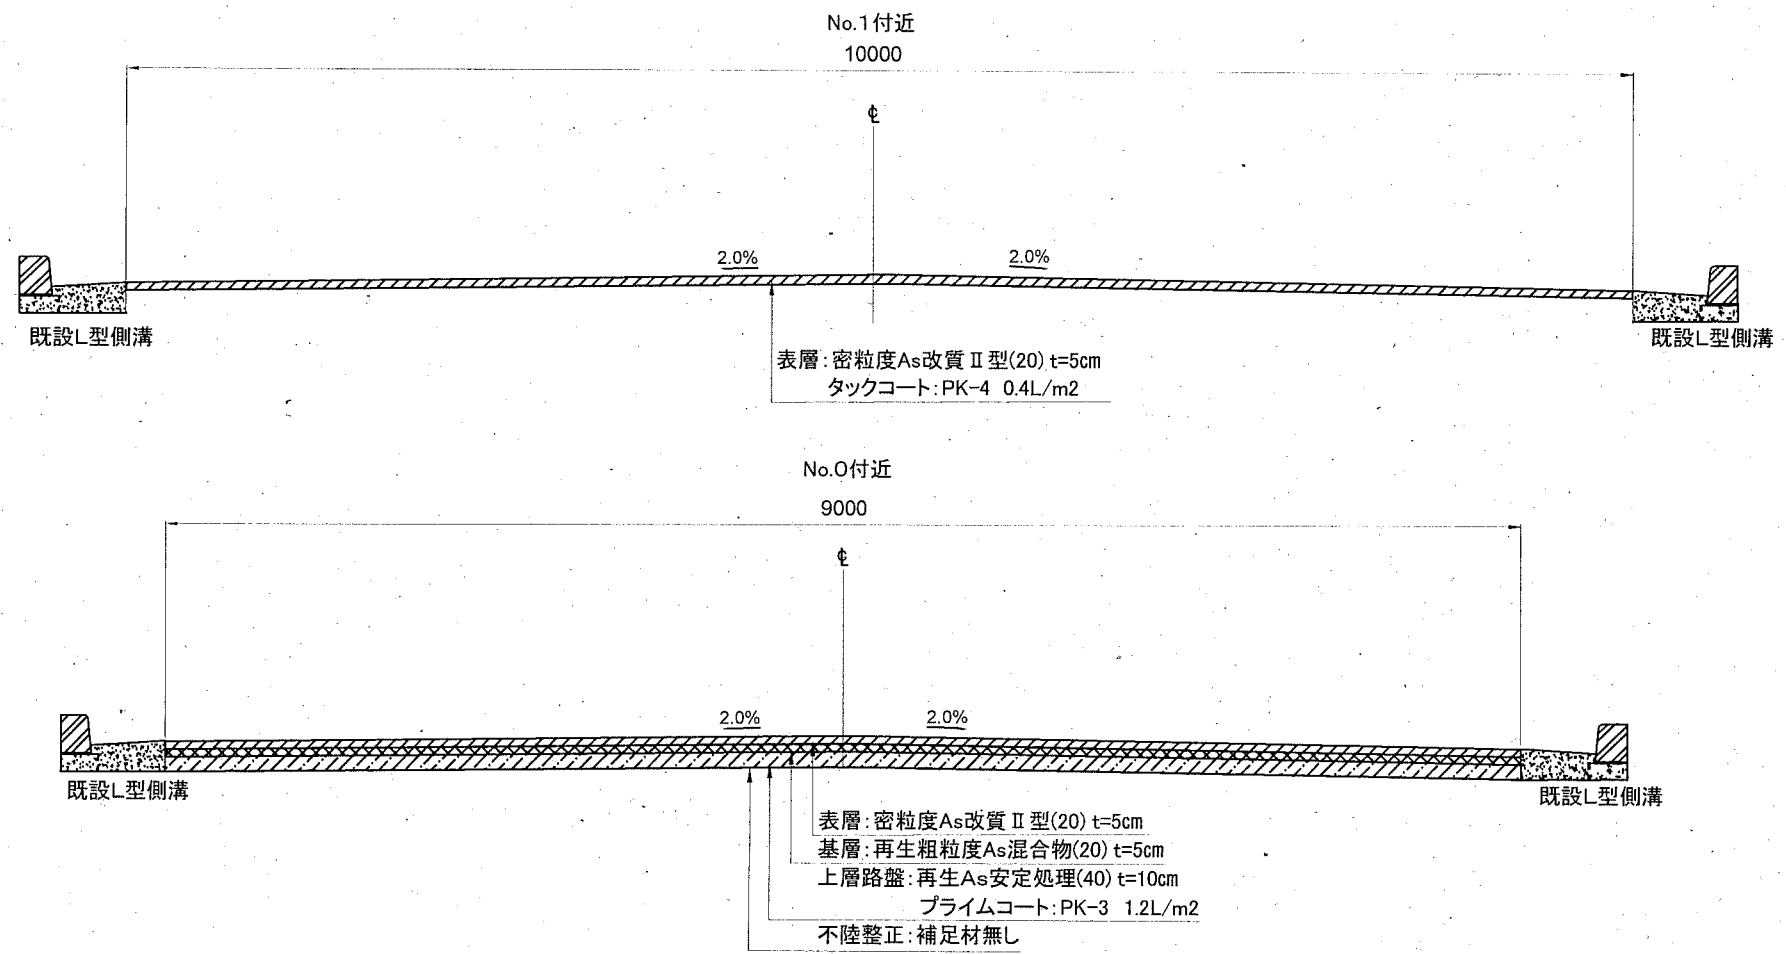 No.1付近
10000
℄
2.0%
2.0%
既設L型側溝
既設L型側溝
表層:密粒度As改質Ⅱ型(20) t=5cm
タックコート:PK-4 0.4L/m2
No.0付近
9000
℄
2.0%
2.0%
既設L型側溝
既設L型側溝
表層:密粒度As改質Ⅱ型(20) t=5cm
基層:再生粗粒度As混合物(20) t=5cm
上層路盤:再生As安定処理(40) t=10cm
プライムコート:PK-3 1.2L/m2
不陸整正:補足材無し